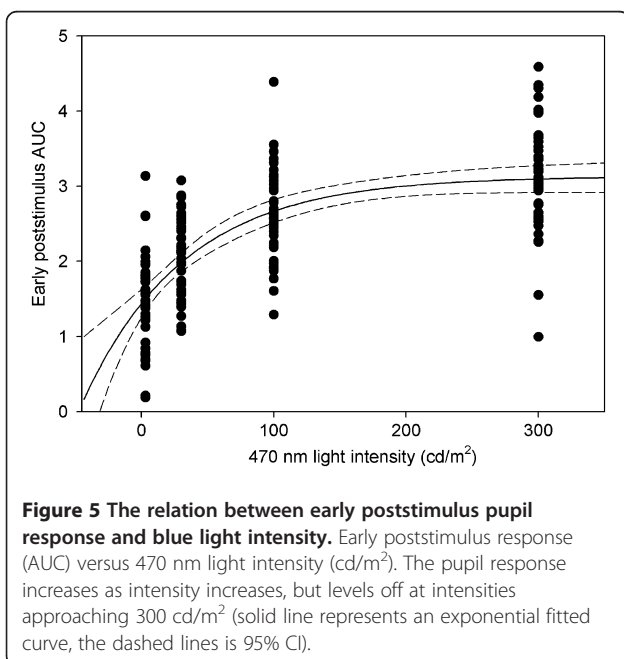 5
4
3
2
1
0
Early poststimulus AUC
0 100 200 300
470 nm light intensity (cd/m²)
Figure 5 The relation between early poststimulus pupil
response and blue light intensity. Early poststimulus response
(AUC) versus 470 nm light intensity (cd/m²). The pupil response
increases as intensity increases, but levels off at intensities
approaching 300 cd/m² (solid line represents an exponential fitted
curve, the dashed lines is 95% CI).